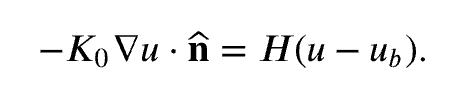 −K₀ ∇u · n̂ = H(u − u_b).